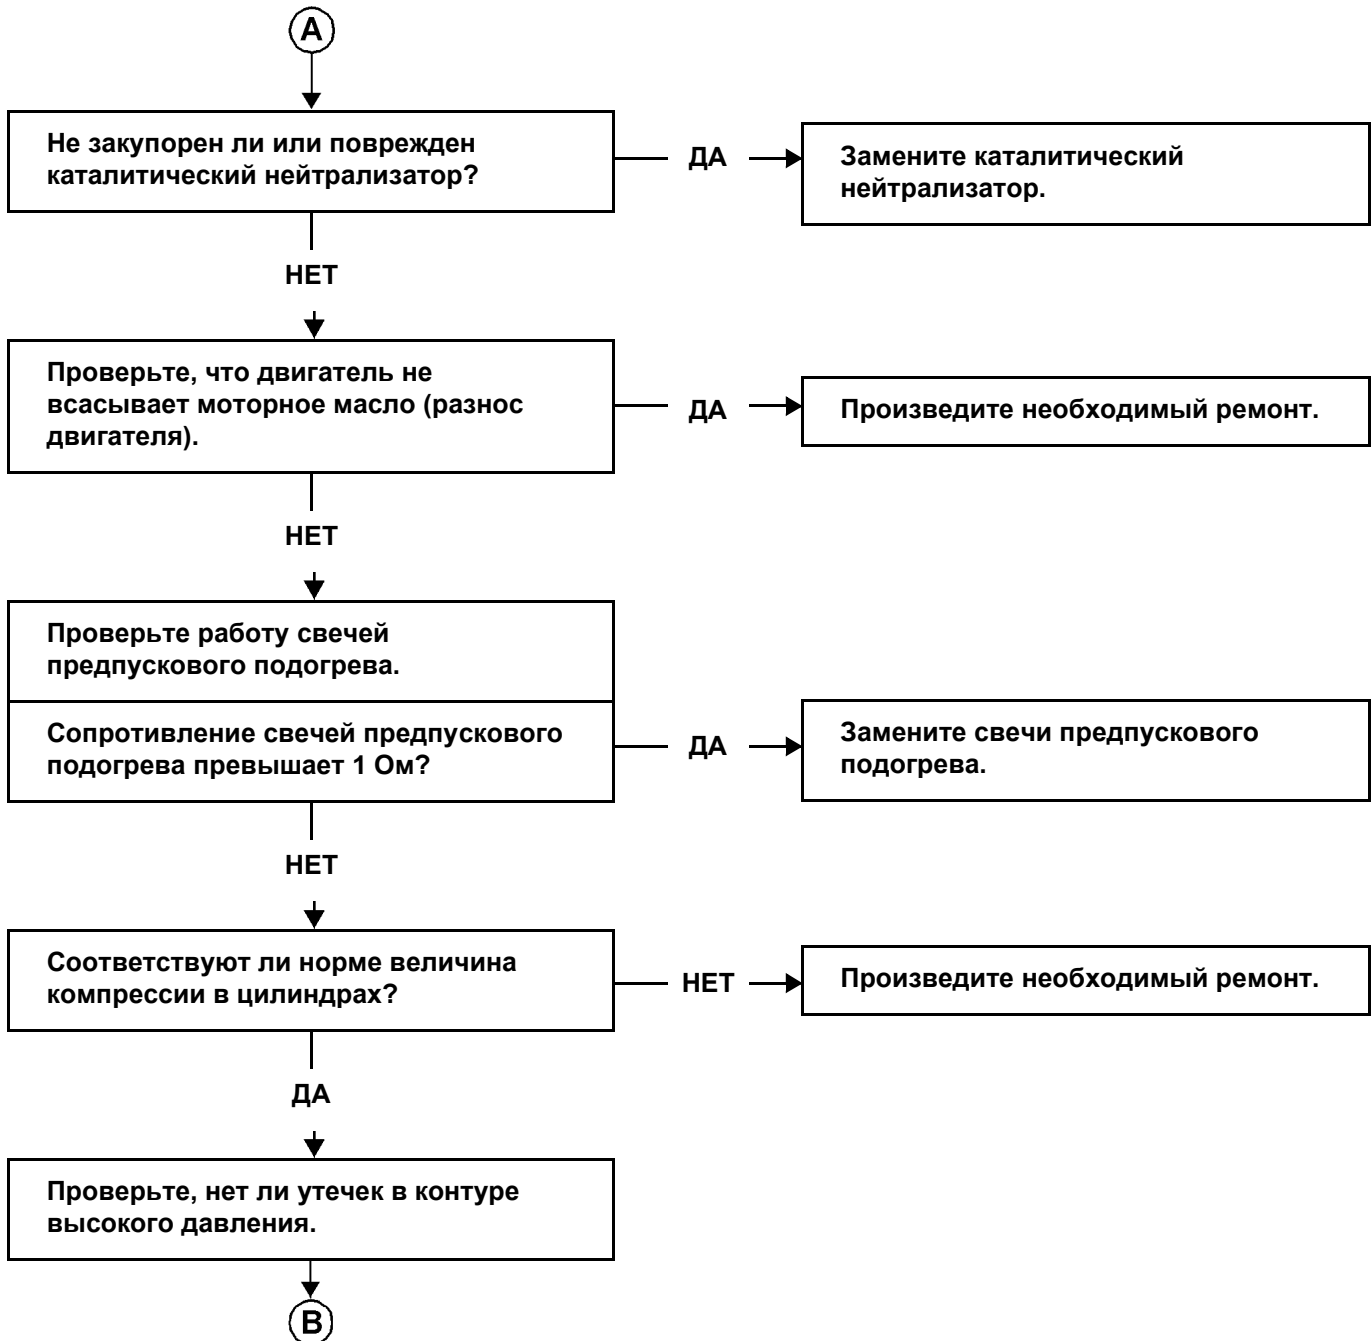 A
Не закупорен ли или поврежден
каталитический нейтрализатор?
ДА
Замените каталитический
нейтрализатор.
НЕТ
Проверьте, что двигатель не
всасывает моторное масло (разнос
двигателя).
ДА
Произведите необходимый ремонт.
НЕТ
Проверьте работу свечей
предпускового подогрева.
Сопротивление свечей предпускового
подогрева превышает 1 Ом?
ДА
Замените свечи предпускового
подогрева.
НЕТ
Соответствуют ли норме величина
компрессии в цилиндрах?
НЕТ
Произведите необходимый ремонт.
ДА
Проверьте, нет ли утечек в контуре
высокого давления.
B